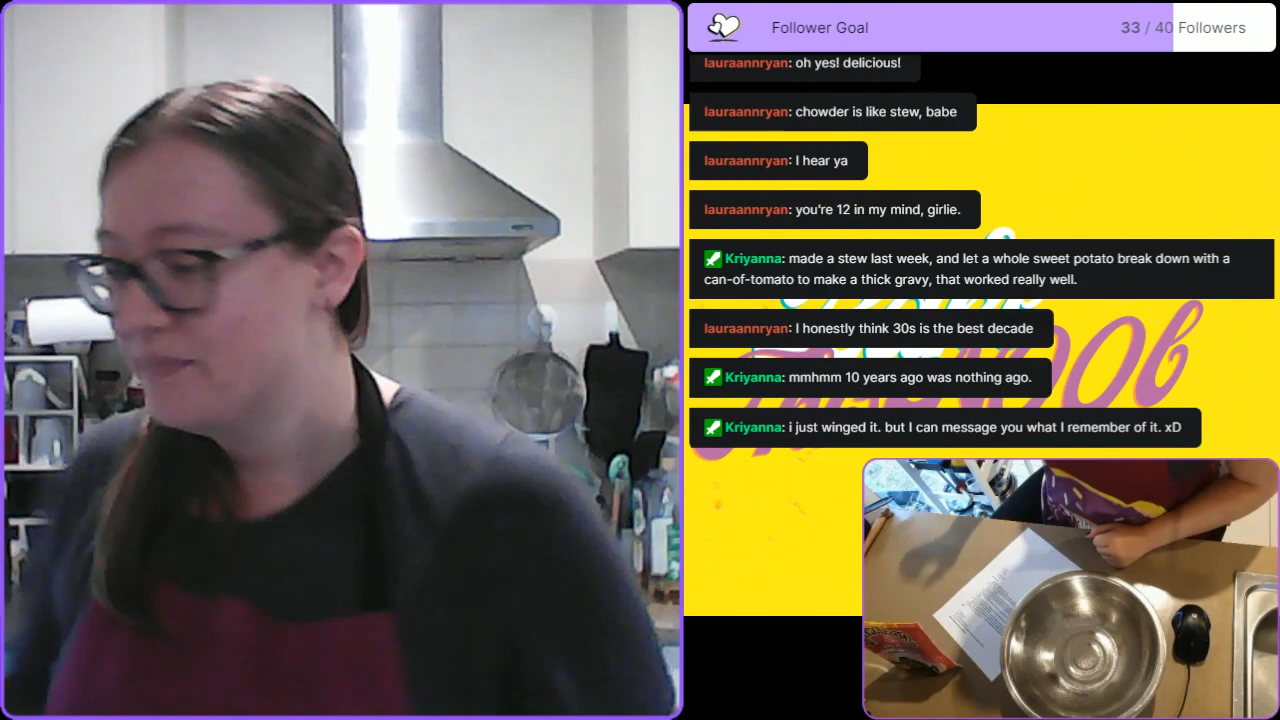 Follower Goal
33 / 40 Followers
lauraannryan: oh yes! delicious!
lauraannryan: chowder is like stew, babe
lauraannryan: I hear ya
lauraannryan: you're 12 in my mind, girlie.
Kriyanna: made a stew last week, and let a whole sweet potato break down with a
can-of-tomato to make a thick gravy, that worked really well.
lauraannryan: I honestly think 30s is the best decade
Kriyanna: mmhmm 10 years ago was nothing ago.
Kriyanna: i just winged it. but I can message you what I remember of it. xD